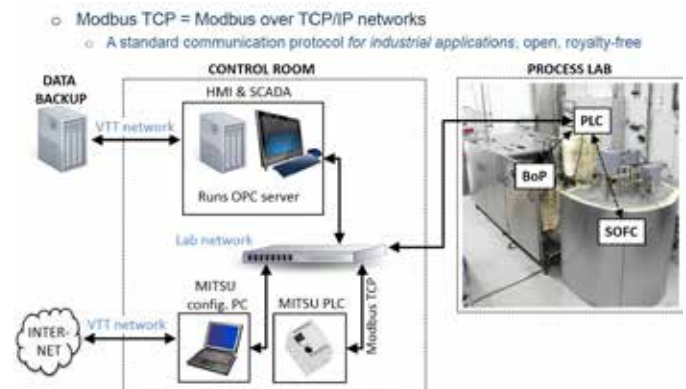 Modbus TCP = Modbus over TCP/IP networks
A standard communication protocol for industrial applications, open, royalty-free
CONTROL ROOM
PROCESS LAB
DATA
BACKUP
HMI & SCADA
VTT network
Runs OPC server
PLC
BoP
SOFC
Lab network
MITSU
config. PC
MITSU PLC
Modbus TCP
INTER-
NET
VTT network